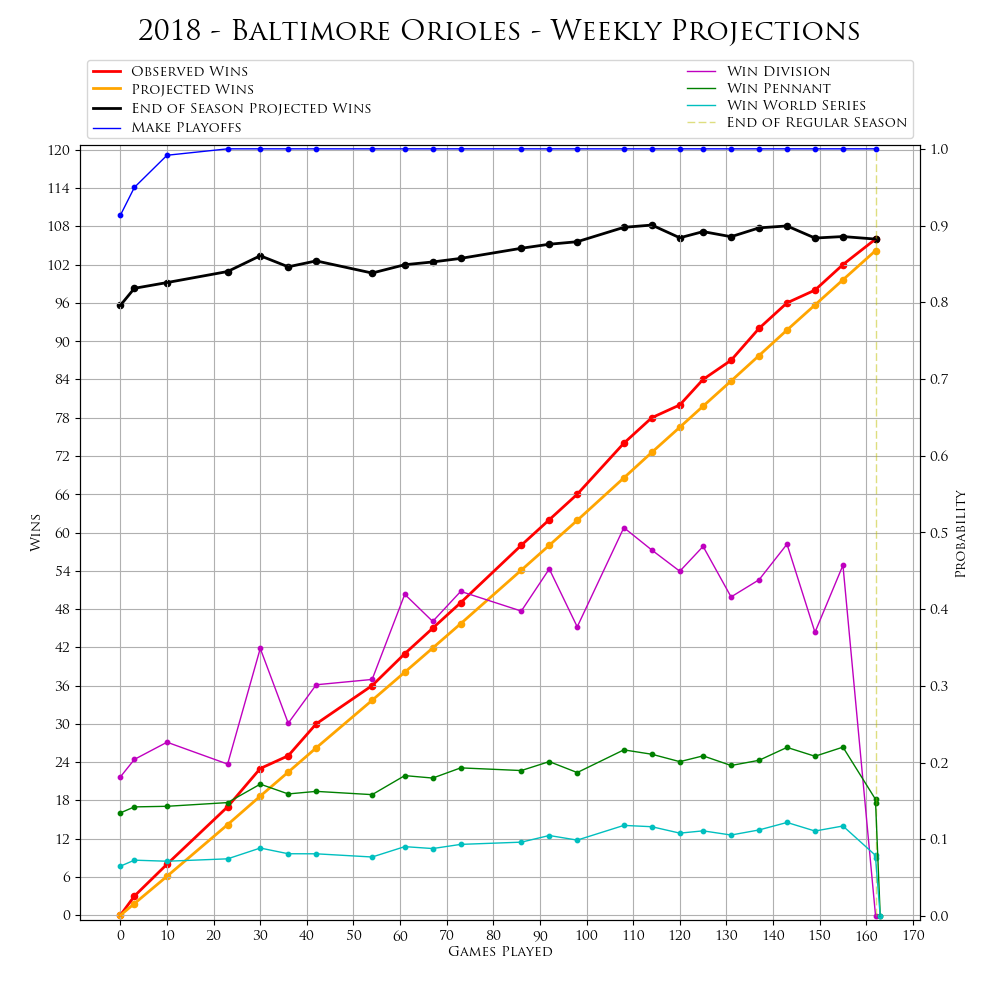 2018 - Baltimore Orioles - Weekly Projections
Observed Wins
Projected Wins
End of Season Projected Wins
Make Playoffs
Win Division
Win Pennant
Win World Series
End of Regular Season
120
114
108
102
96
90
84
78
72
66
60
54
48
42
36
30
24
18
12
6
0
Wins
1.0
0.9
0.8
0.7
0.6
0.5
0.4
0.3
0.2
0.1
0.0
Probability
0 10 20 30 40 50 60 70 80 90 100 110 120 130 140 150 160 170
Games Played